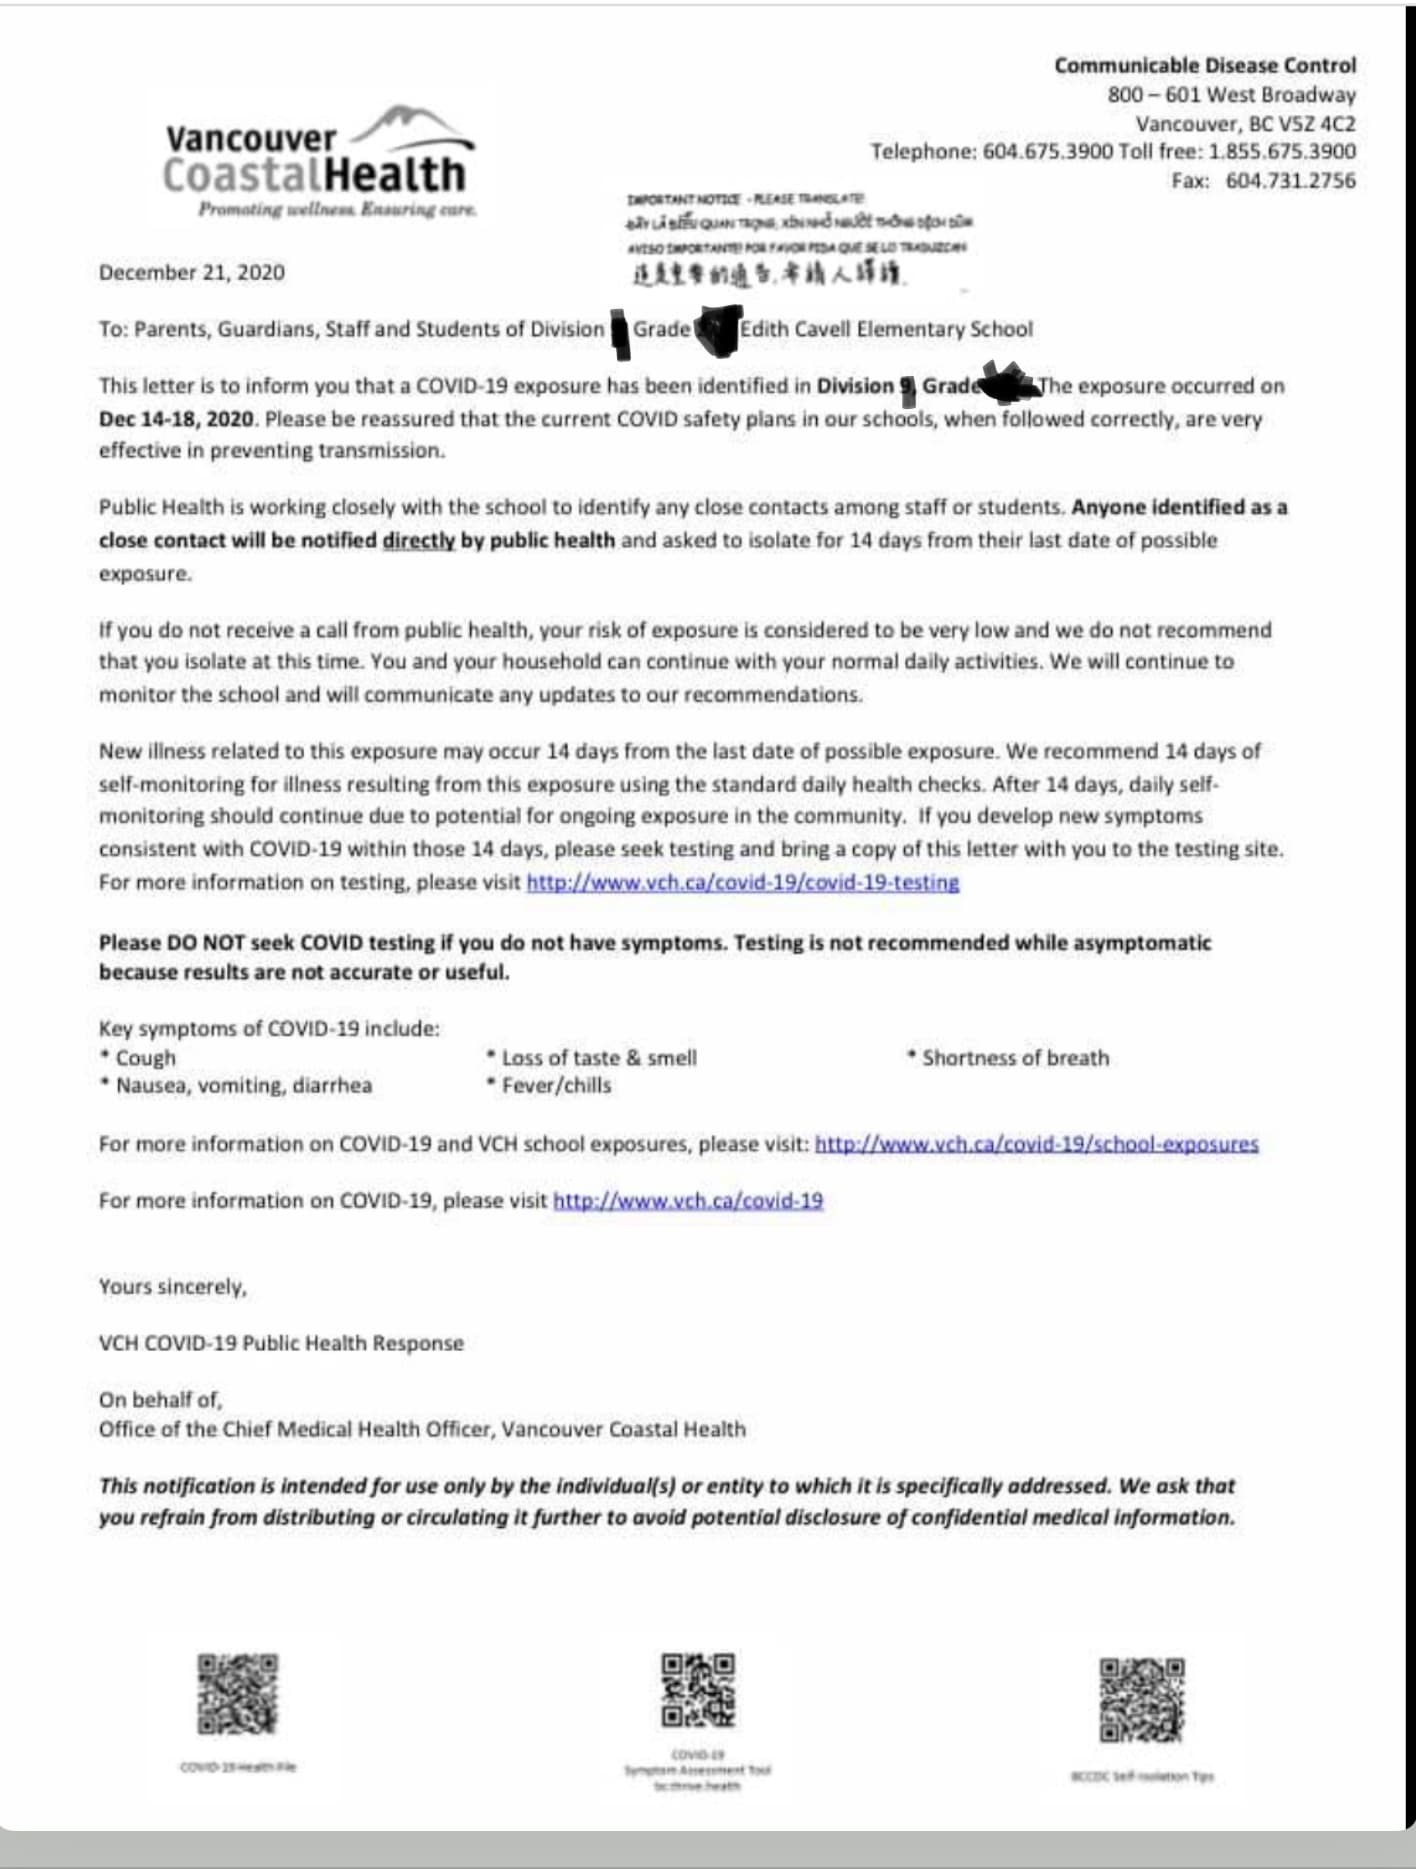 Communicable Disease Control
800 – 601 West Broadway
Vancouver, BC V5Z 4C2
Telephone: 604.675.3900 Toll free: 1.855.675.3900
Fax: 604.731.2756
Vancouver
CoastalHealth
Promoting wellness. Ensuring care.
IMPORTANT NOTICE - PLEASE TRANSLATE!
AVISO IMPORTANTE! POR FAVOR PIDA QUE SE LO TRADUZCAN
December 21, 2020
To: Parents, Guardians, Staff and Students of Division Grade Edith Cavell Elementary School
This letter is to inform you that a COVID-19 exposure has been identified in Division Grade The exposure occurred on
Dec 14-18, 2020. Please be reassured that the current COVID safety plans in our schools, when followed correctly, are very
effective in preventing transmission.
Public Health is working closely with the school to identify any close contacts among staff or students. Anyone identified as a
close contact will be notified directly by public health and asked to isolate for 14 days from their last date of possible
exposure.
If you do not receive a call from public health, your risk of exposure is considered to be very low and we do not recommend
that you isolate at this time. You and your household can continue with your normal daily activities. We will continue to
monitor the school and will communicate any updates to our recommendations.
New illness related to this exposure may occur 14 days from the last date of possible exposure. We recommend 14 days of
self-monitoring for illness resulting from this exposure using the standard daily health checks. After 14 days, daily self-
monitoring should continue due to potential for ongoing exposure in the community. If you develop new symptoms
consistent with COVID-19 within those 14 days, please seek testing and bring a copy of this letter with you to the testing site.
For more information on testing, please visit http://www.vch.ca/covid-19/covid-19-testing
Please DO NOT seek COVID testing if you do not have symptoms. Testing is not recommended while asymptomatic
because results are not accurate or useful.
Key symptoms of COVID-19 include:
* Cough * Loss of taste & smell * Shortness of breath
* Nausea, vomiting, diarrhea * Fever/chills
For more information on COVID-19 and VCH school exposures, please visit: http://www.vch.ca/covid-19/school-exposures
For more information on COVID-19, please visit http://www.vch.ca/covid-19
Yours sincerely,
VCH COVID-19 Public Health Response
On behalf of,
Office of the Chief Medical Health Officer, Vancouver Coastal Health
This notification is intended for use only by the individual(s) or entity to which it is specifically addressed. We ask that
you refrain from distributing or circulating it further to avoid potential disclosure of confidential medical information.
COVID-19 Health File
COVID-19
Symptom Assessment Tool
bc.thrive.health
BCCDC Self-Isolation Tips